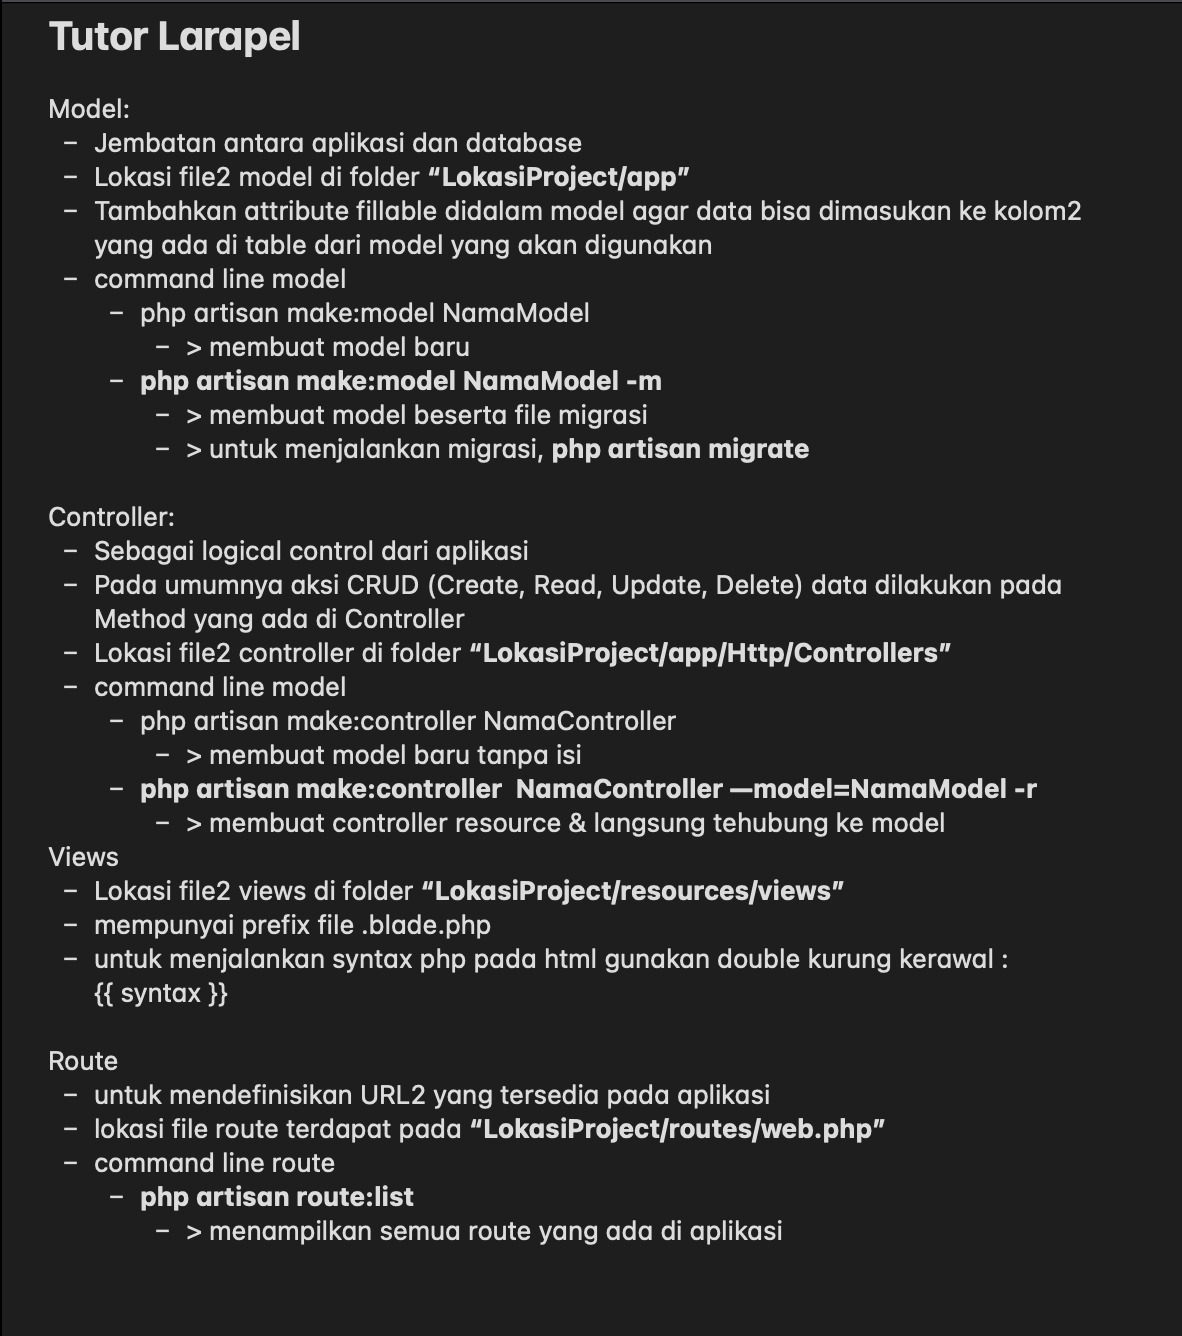 Tutor Larapel
Model:
– Jembatan antara aplikasi dan database
– Lokasi file2 model di folder “LokasiProject/app”
– Tambahkan attribute fillable didalam model agar data bisa dimasukan ke kolom2
yang ada di table dari model yang akan digunakan
– command line model
– php artisan make:model NamaModel
– > membuat model baru
– php artisan make:model NamaModel -m
– > membuat model beserta file migrasi
– > untuk menjalankan migrasi, php artisan migrate
Controller:
– Sebagai logical control dari aplikasi
– Pada umumnya aksi CRUD (Create, Read, Update, Delete) data dilakukan pada
Method yang ada di Controller
– Lokasi file2 controller di folder “LokasiProject/app/Http/Controllers”
– command line model
– php artisan make:controller NamaController
– > membuat model baru tanpa isi
– php artisan make:controller  NamaController —model=NamaModel -r
– > membuat controller resource & langsung tehubung ke model
Views
– Lokasi file2 views di folder “LokasiProject/resources/views”
– mempunyai prefix file .blade.php
– untuk menjalankan syntax php pada html gunakan double kurung kerawal :
{{ syntax }}
Route
– untuk mendefinisikan URL2 yang tersedia pada aplikasi
– lokasi file route terdapat pada “LokasiProject/routes/web.php”
– command line route
– php artisan route:list
– > menampilkan semua route yang ada di aplikasi